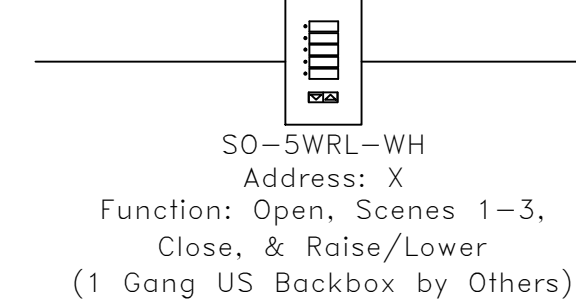 SO-5WRL-WH
Address: X
Function: Open, Scenes 1-3,
Close, & Raise/Lower
(1 Gang US Backbox by Others)